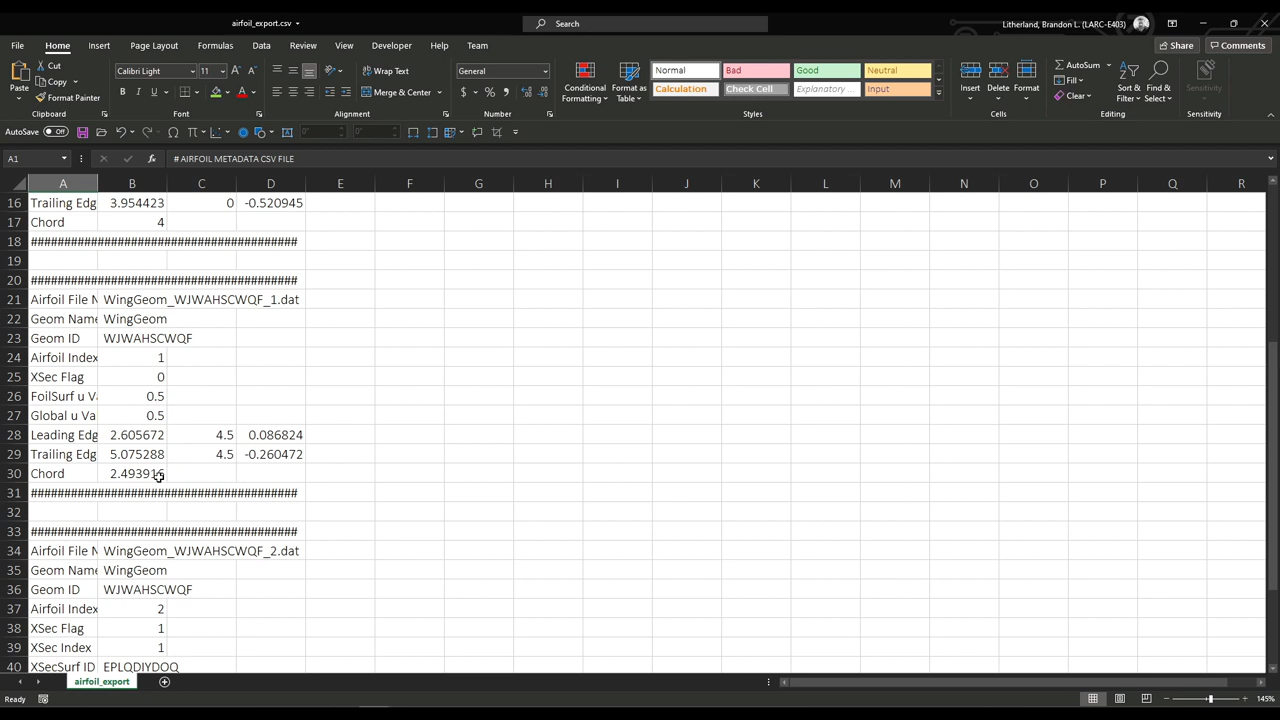 airfoil_export.csv
Search
Litherland, Brandon L. (LARC-E403)
File Home Insert Page Layout Formulas Data Review View Developer Help Team
Share Comments
Paste
Cut
Copy
Format Painter
Calibri Light 11
B I U
Wrap Text
Merge & Center
General
$ % ,
Conditional Formatting
Format as Table
Normal Bad Good Neutral
Calculation Check Cell Explanatory ... Input
Insert Delete Format
AutoSum
Fill
Clear
Sort & Filter
Find & Select
Sensitivity
Clipboard Font Alignment Number Styles Cells Editing Sensitivity
AutoSave Off
A1 fx # AIRFOIL METADATA CSV FILE
A B C D E F G H I J K L M N O P Q R
16 Trailing Edg 3.954423 0 -0.520945
17 Chord 4
18 ########################################
19
20 ########################################
21 Airfoil File N WingGeom_WJWAHSCWQF_1.dat
22 Geom Name WingGeom
23 Geom ID WJWAHSCWQF
24 Airfoil Index 1
25 XSec Flag 0
26 FoilSurf u Va 0.5
27 Global u Va 0.5
28 Leading Edg 2.605672 4.5 0.086824
29 Trailing Edg 5.075288 4.5 -0.260472
30 Chord 2.493916
31 ########################################
32
33 ########################################
34 Airfoil File N WingGeom_WJWAHSCWQF_2.dat
35 Geom Name WingGeom
36 Geom ID WJWAHSCWQF
37 Airfoil Index 2
38 XSec Flag 1
39 XSec Index 1
40 XSecSurf ID EPLQDIYDOQ
airfoil_export
Ready
145%